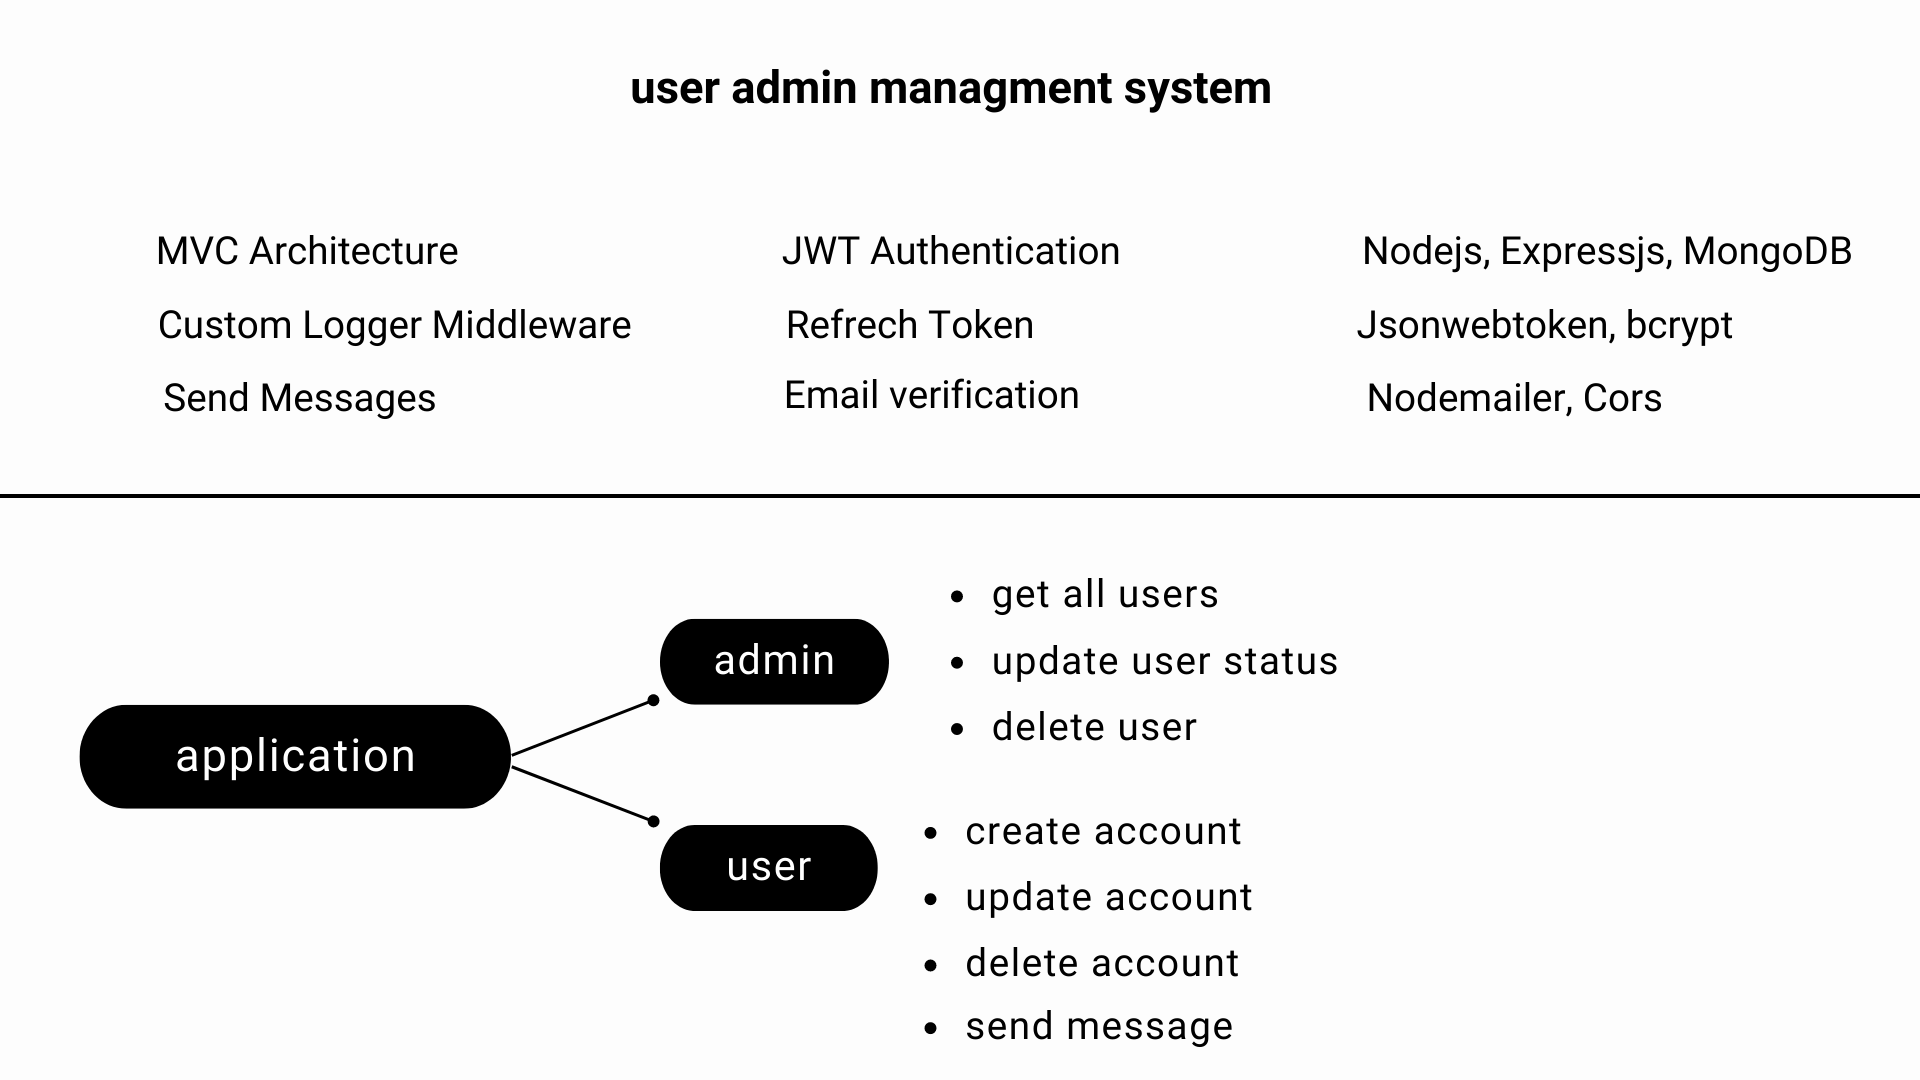 user admin managment system
MVC Architecture
Custom Logger Middleware
Send Messages
JWT Authentication
Refrech Token
Email verification
Nodejs, Expressjs, MongoDB
Jsonwebtoken, bcrypt
Nodemailer, Cors
application
admin
• get all users
• update user status
• delete user
user
• create account
• update account
• delete account
• send message